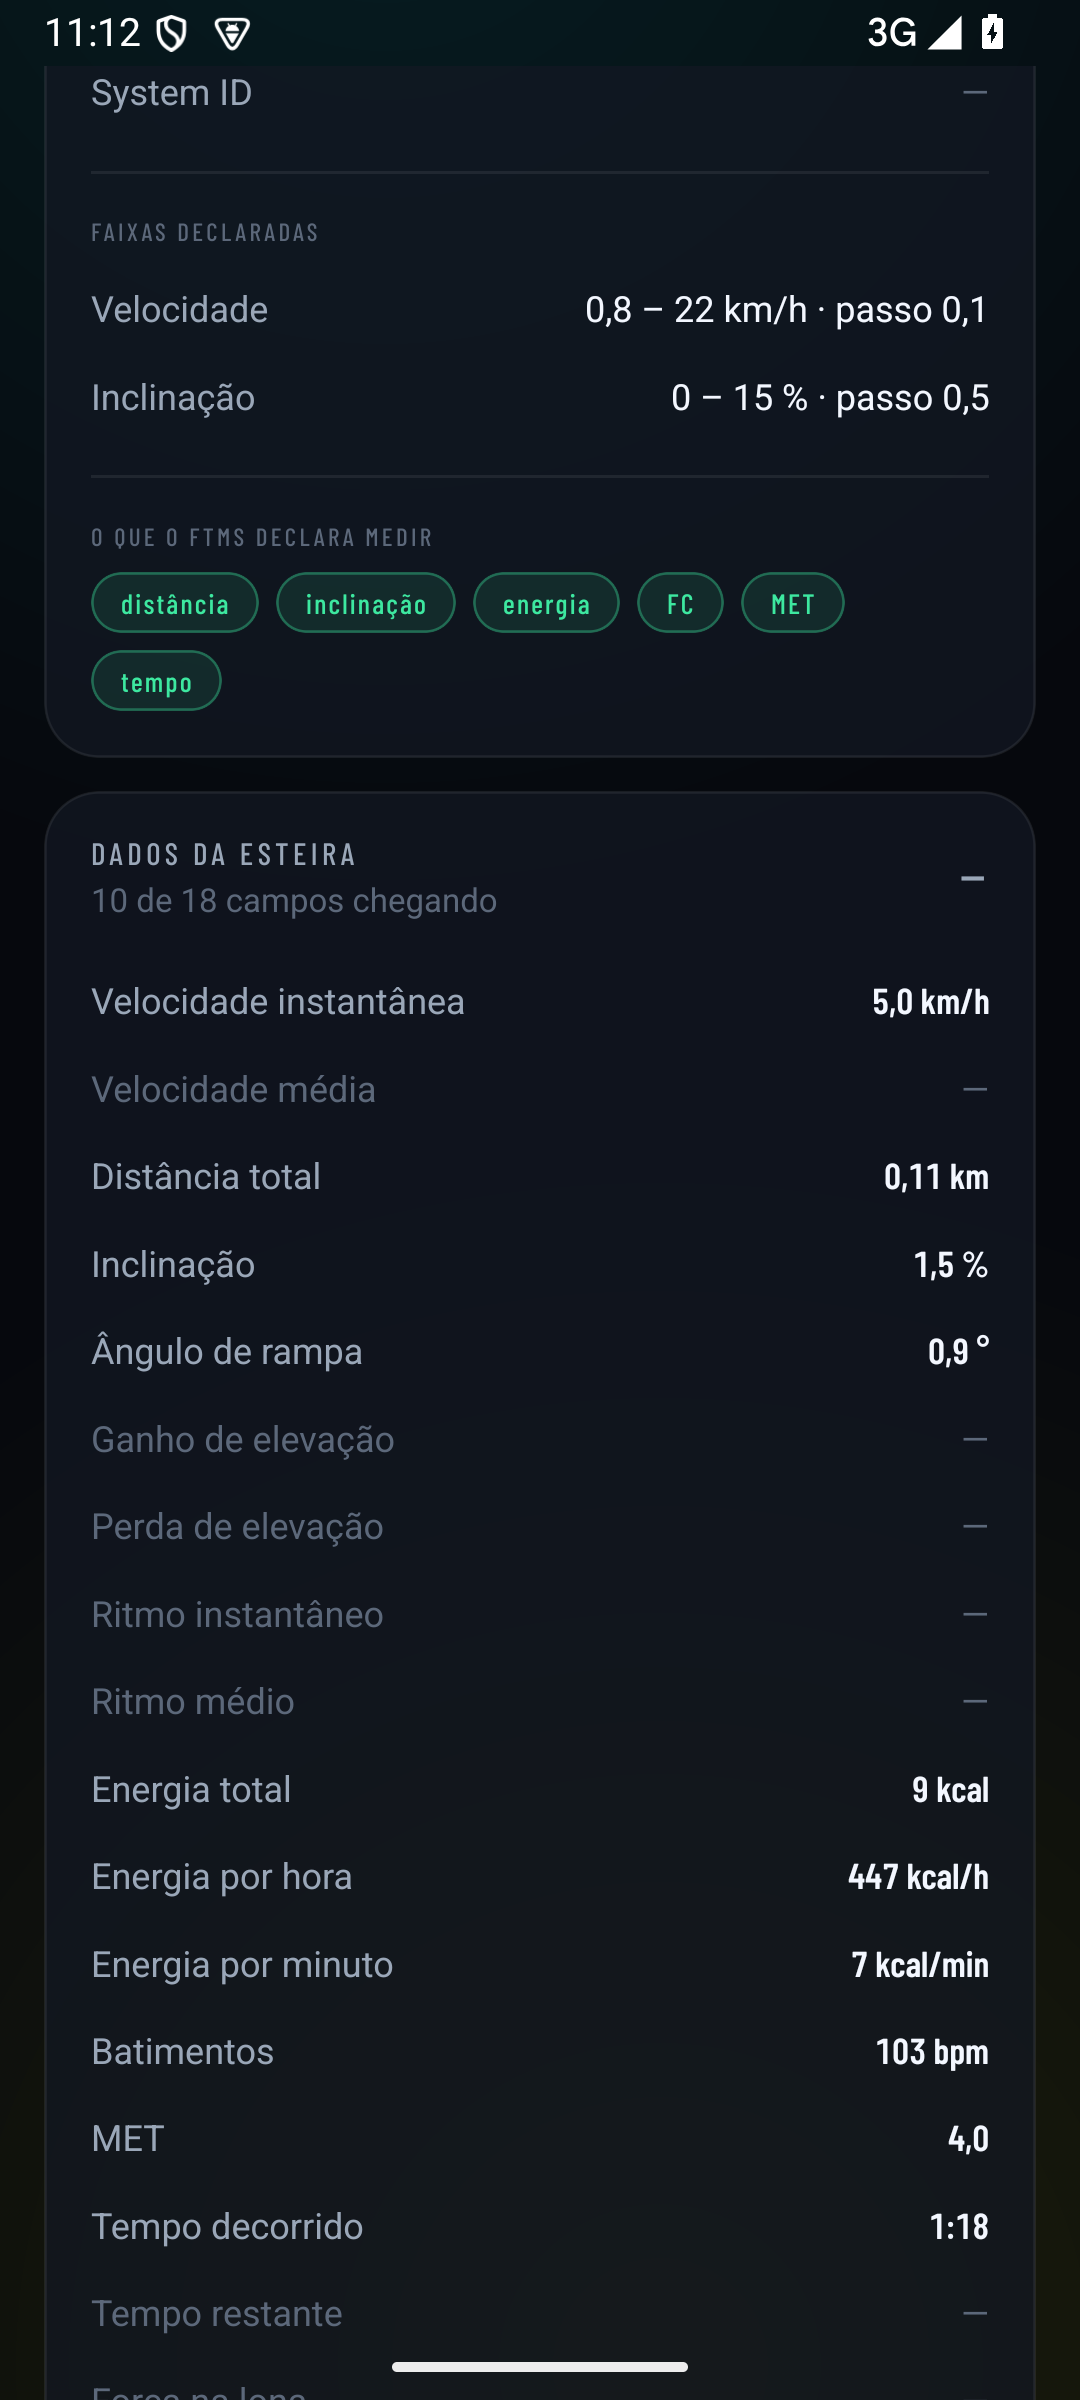 11:12
3G
System ID –
FAIXAS DECLARADAS
Velocidade 0,8 – 22 km/h · passo 0,1
Inclinação 0 – 15 % · passo 0,5
O QUE O FTMS DECLARA MEDIR
distância inclinação energia FC MET
tempo
DADOS DA ESTEIRA
10 de 18 campos chegando
Velocidade instantânea 5,0 km/h
Velocidade média –
Distância total 0,11 km
Inclinação 1,5 %
Ângulo de rampa 0,9 °
Ganho de elevação –
Perda de elevação –
Ritmo instantâneo –
Ritmo médio –
Energia total 9 kcal
Energia por hora 447 kcal/h
Energia por minuto 7 kcal/min
Batimentos 103 bpm
MET 4,0
Tempo decorrido 1:18
Tempo restante –